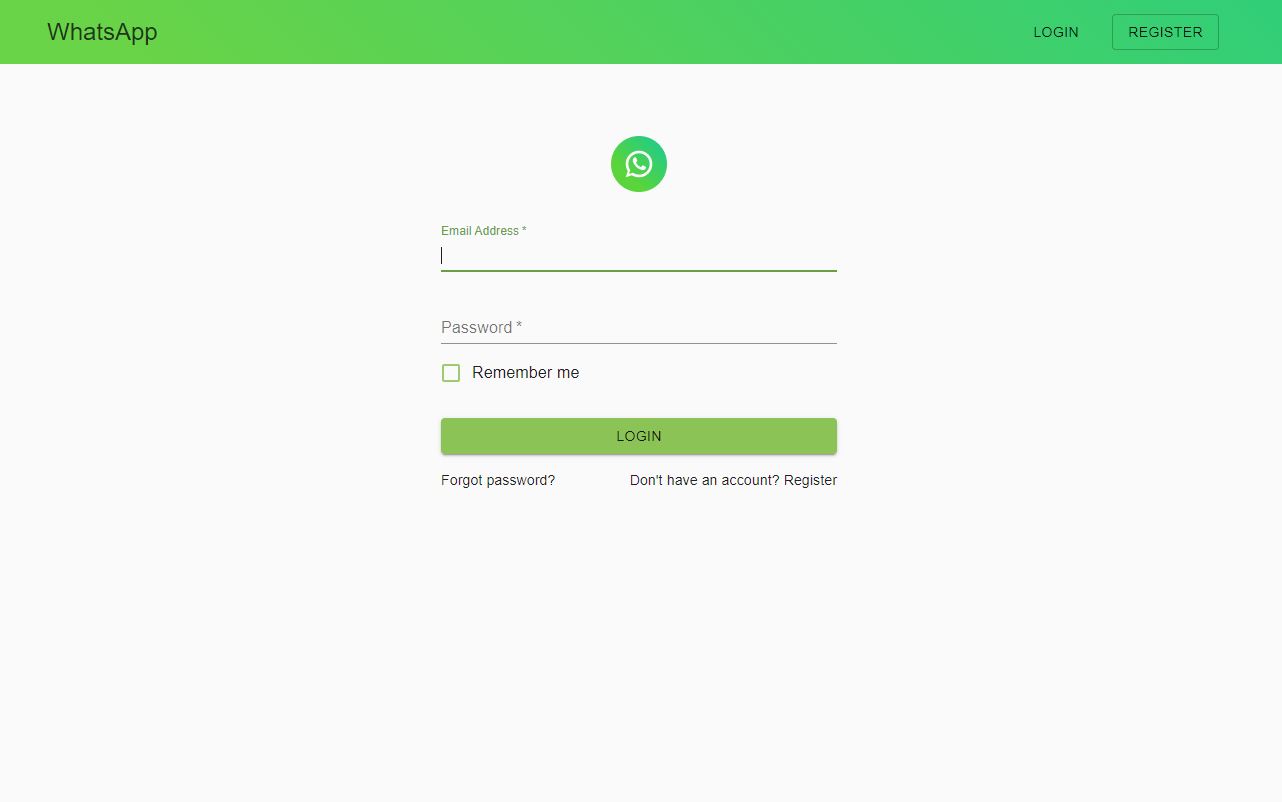 WhatsApp
LOGIN
REGISTER
Email Address *
Password *
Remember me
LOGIN
Forgot password?
Don't have an account? Register